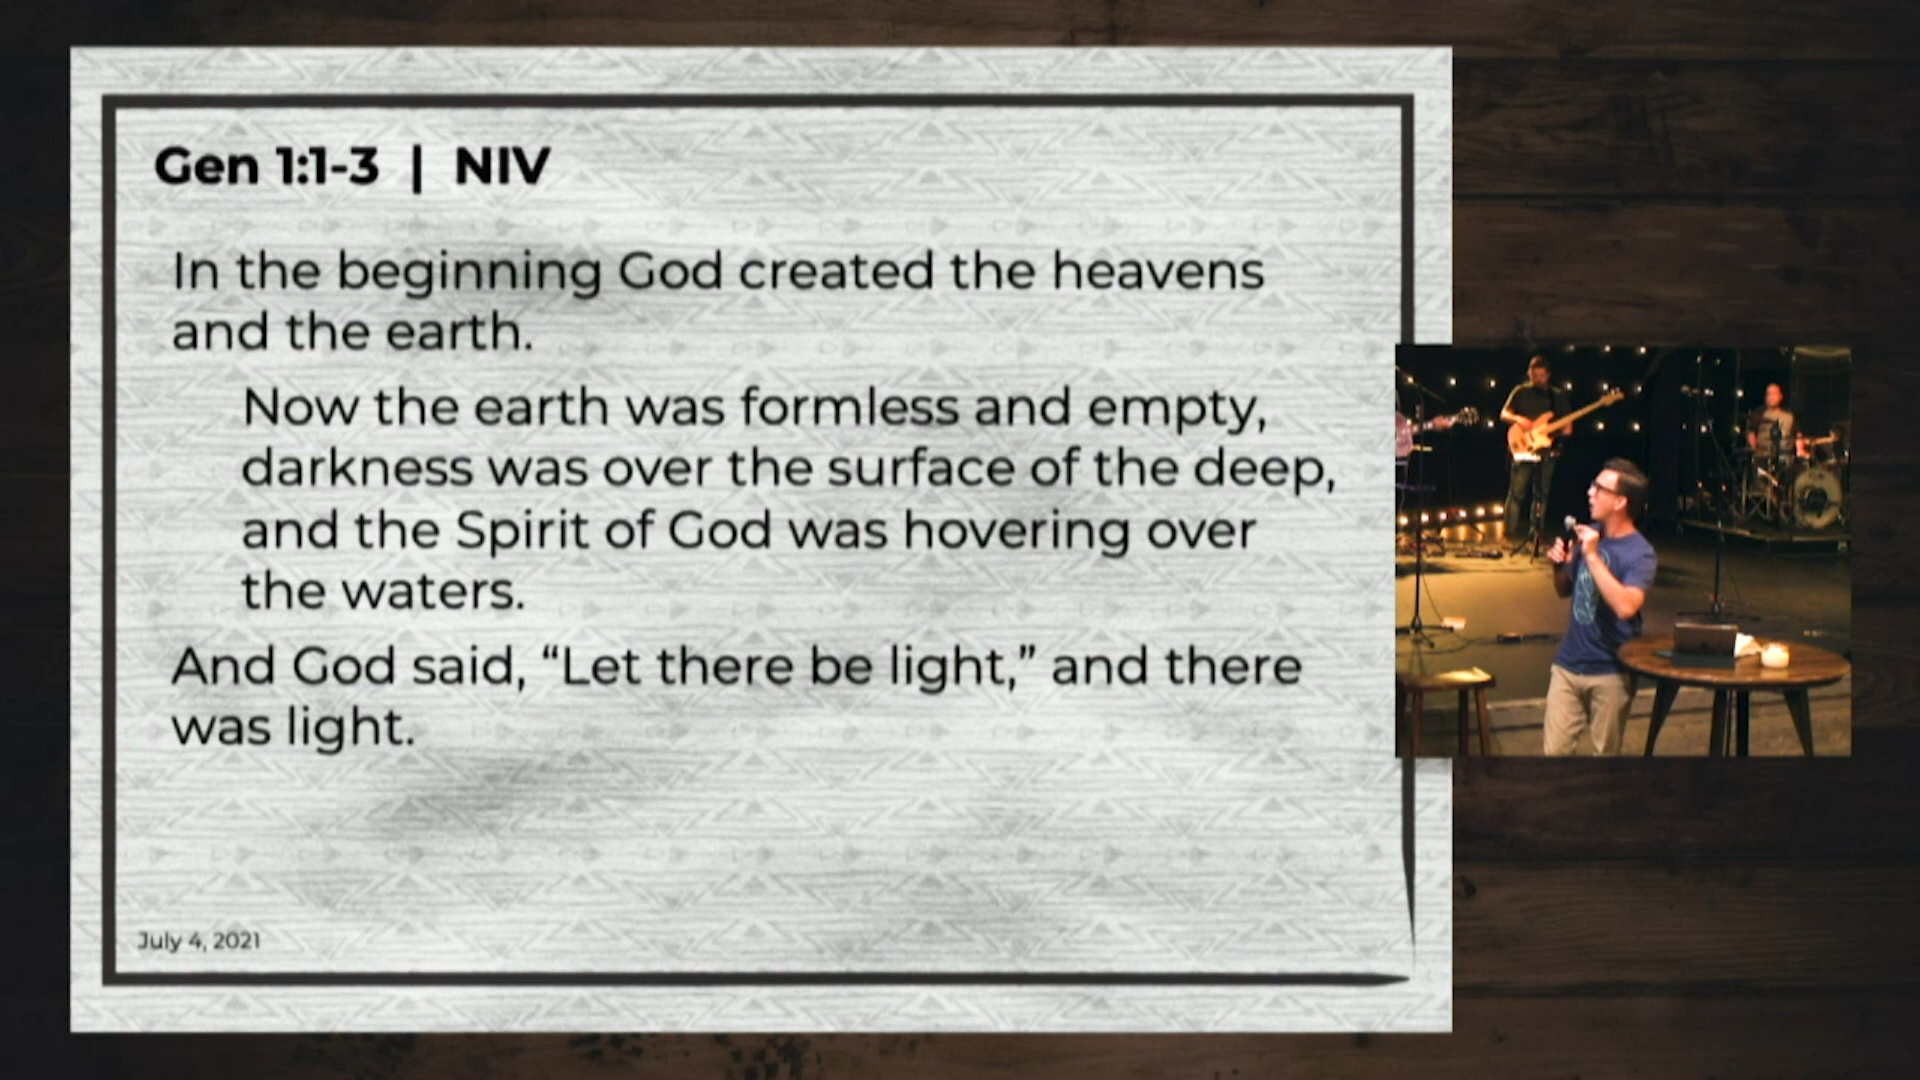 Gen 1:1-3 | NIV
In the beginning God created the heavens
and the earth.
Now the earth was formless and empty,
darkness was over the surface of the deep,
and the Spirit of God was hovering over
the waters.
And God said, “Let there be light,” and there
was light.
July 4, 2021